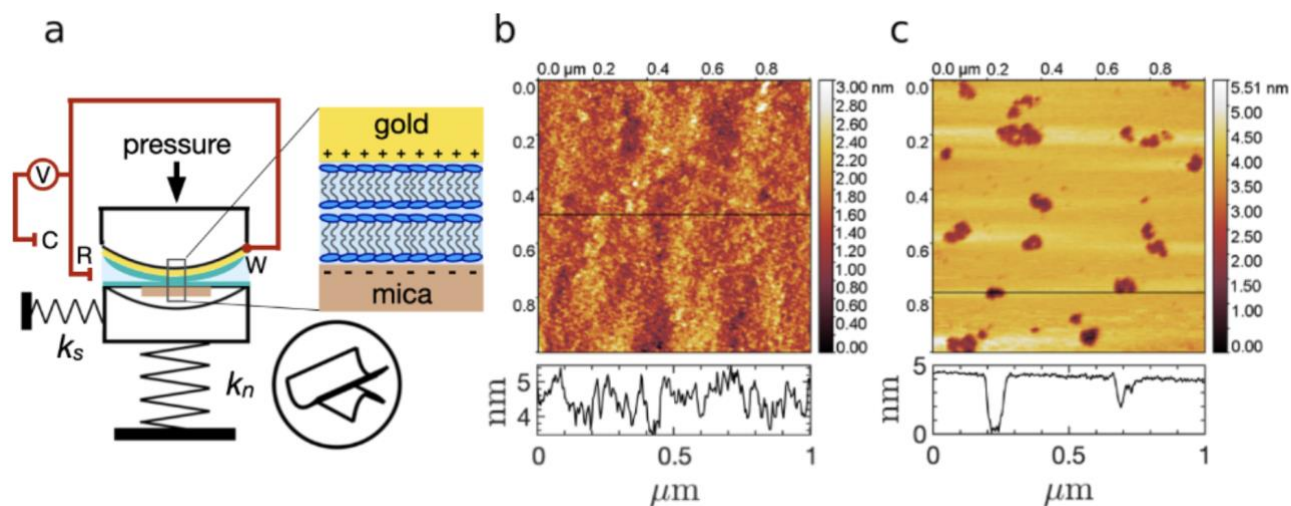 a
pressure
V
C
R
W
k_s
k_n
gold
+ + + + + + + + + +
- - - - - - - - - -
mica
b
0.0 µm 0.2 0.4 0.6 0.8
0.0
0.2
0.4
0.6
0.8
3.00 nm
2.80
2.60
2.40
2.20
2.00
1.80
1.60
1.40
1.20
1.00
0.80
0.60
0.40
0.20
0.00
nm
5
4
0 0.5 1
μm
c
0.0 µm 0.2 0.4 0.6 0.8
0.0
0.2
0.4
0.6
0.8
5.51 nm
5.00
4.50
4.00
3.50
3.00
2.50
2.00
1.50
1.00
0.00
nm
5
0
0 0.5 1
μm